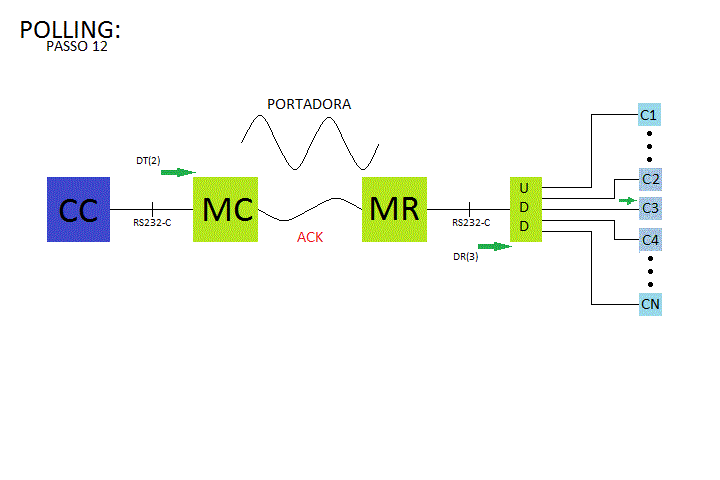 POLLING:
PASSO 12
PORTADORA
DT(2)
CC
MC
MR
RS232-C
ACK
RS232-C
DR(3)
U
D
D
C1
C2
C3
C4
CN